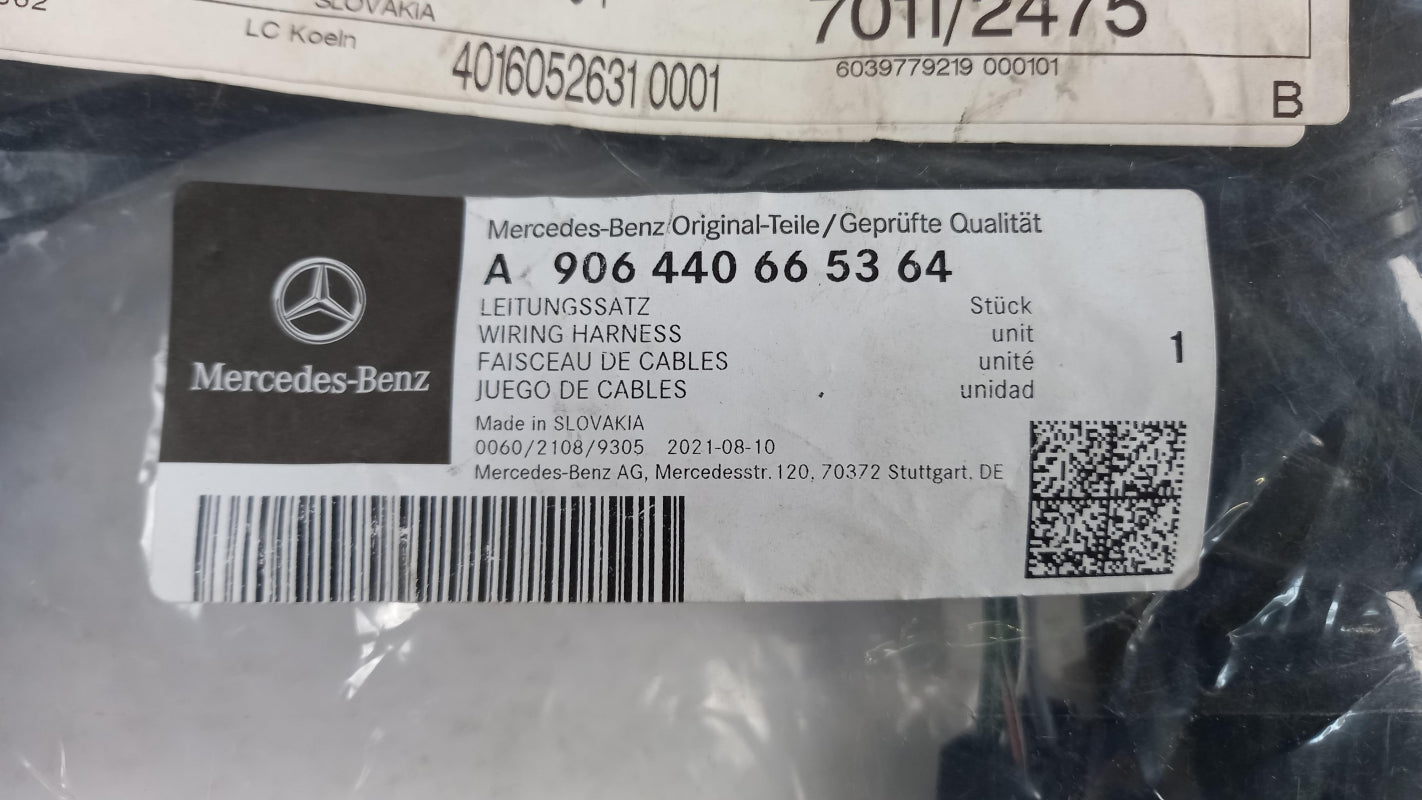 SLOVAKIA
7011/2475
LC Koeln
4016052631 0001
6039779219 000101
B
Mercedes-Benz Original-Teile/Geprüfte Qualität
A 906 440 66 53 64
LEITUNGSSATZ Stück
WIRING HARNESS unit
FAISCEAU DE CABLES unité
JUEGO DE CABLES unidad
1
Mercedes-Benz
Made in SLOVAKIA
0060/2108/9305 2021-08-10
Mercedes-Benz AG, Mercedesstr. 120, 70372 Stuttgart, DE